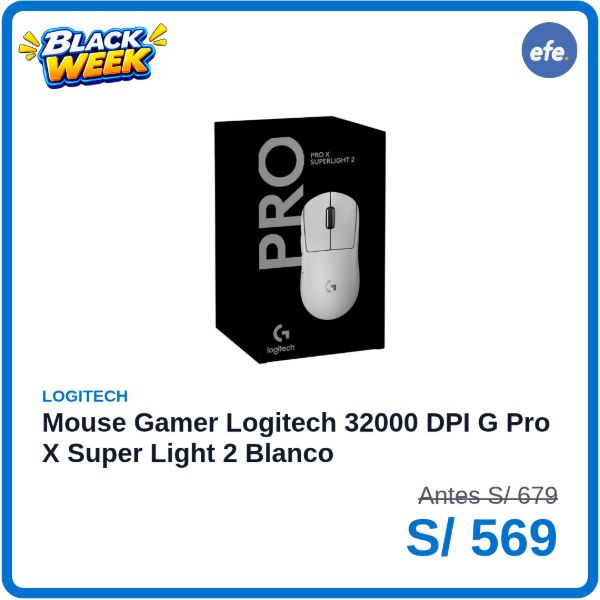 BLACK
WEEK
efe.
PRO
PRO X
SUPERLIGHT 2
G
logitech
LOGITECH
Mouse Gamer Logitech 32000 DPI G Pro
X Super Light 2 Blanco
Antes S/ 679
S/ 569